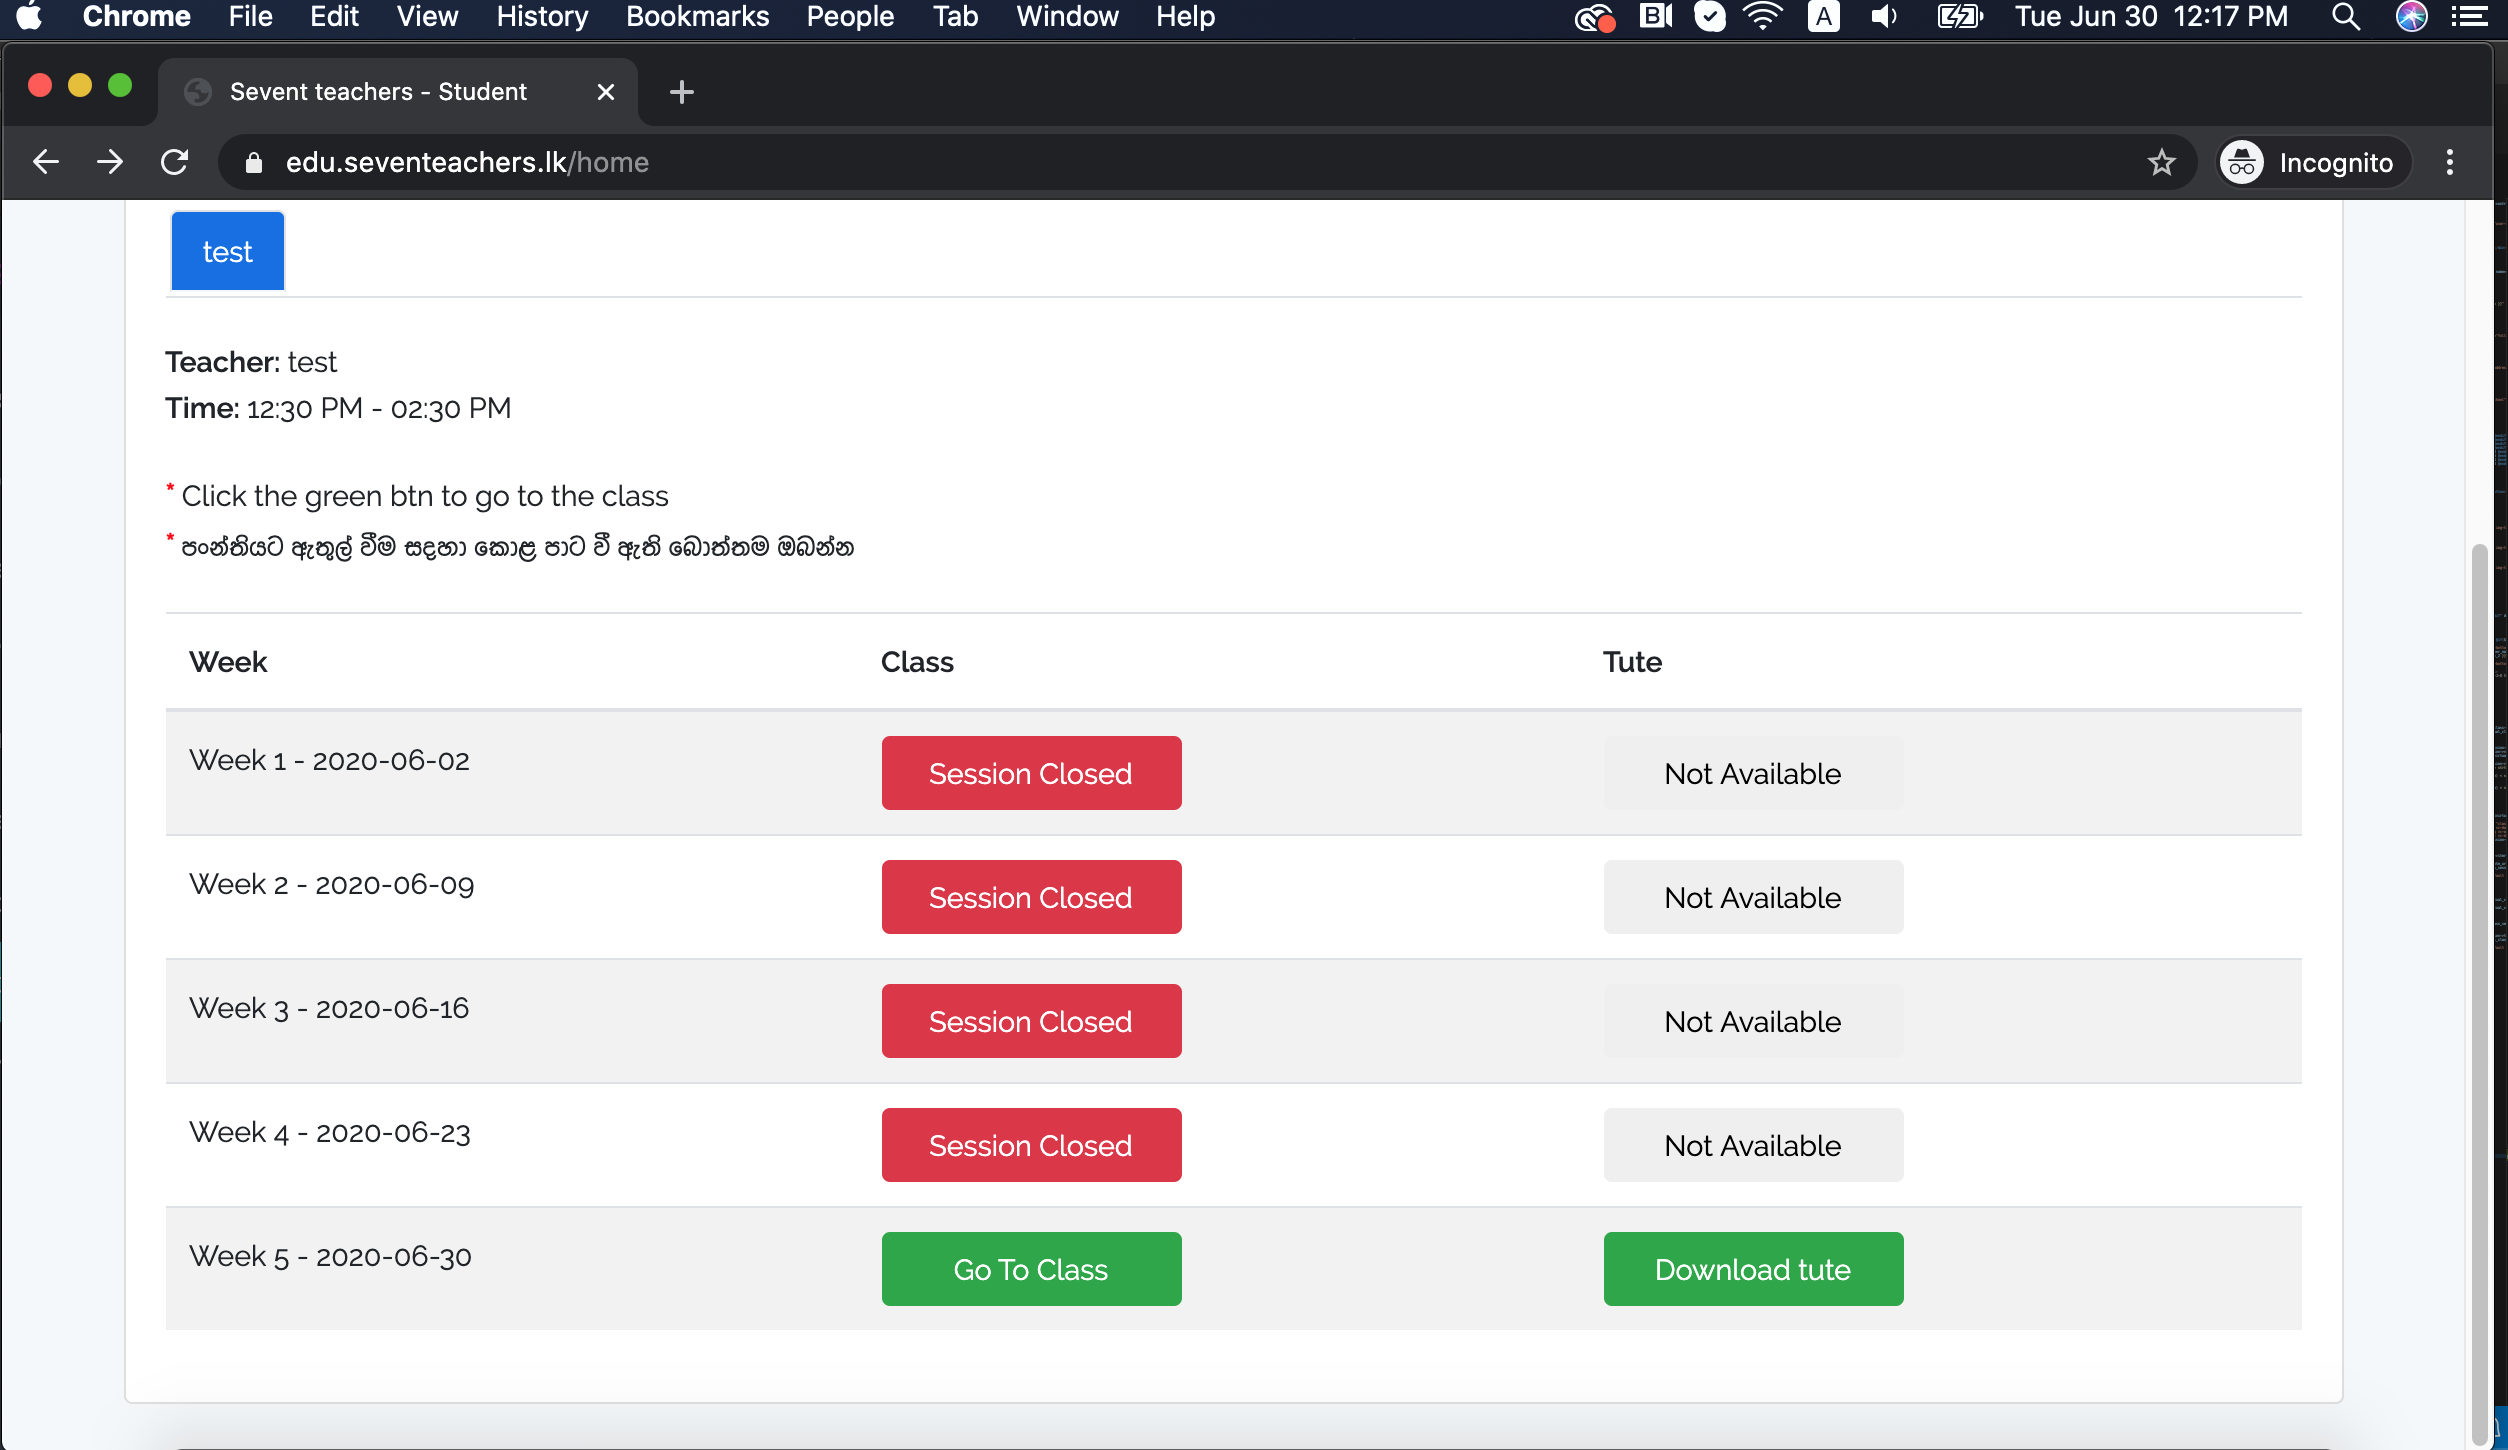 Chrome File Edit View History Bookmarks People Tab Window Help A Tue Jun 30 12:17 PM
Sevent teachers - Student
edu.seventeachers.lk/home Incognito
test
Teacher: test
Time: 12:30 PM - 02:30 PM
* Click the green btn to go to the class
* පංන්තියට ඇතුල් වීම සදහා කොළ පාට වී ඇති බොත්තම ඔබන්න
Week Class Tute
Week 1 - 2020-06-02 Session Closed Not Available
Week 2 - 2020-06-09 Session Closed Not Available
Week 3 - 2020-06-16 Session Closed Not Available
Week 4 - 2020-06-23 Session Closed Not Available
Week 5 - 2020-06-30 Go To Class Download tute